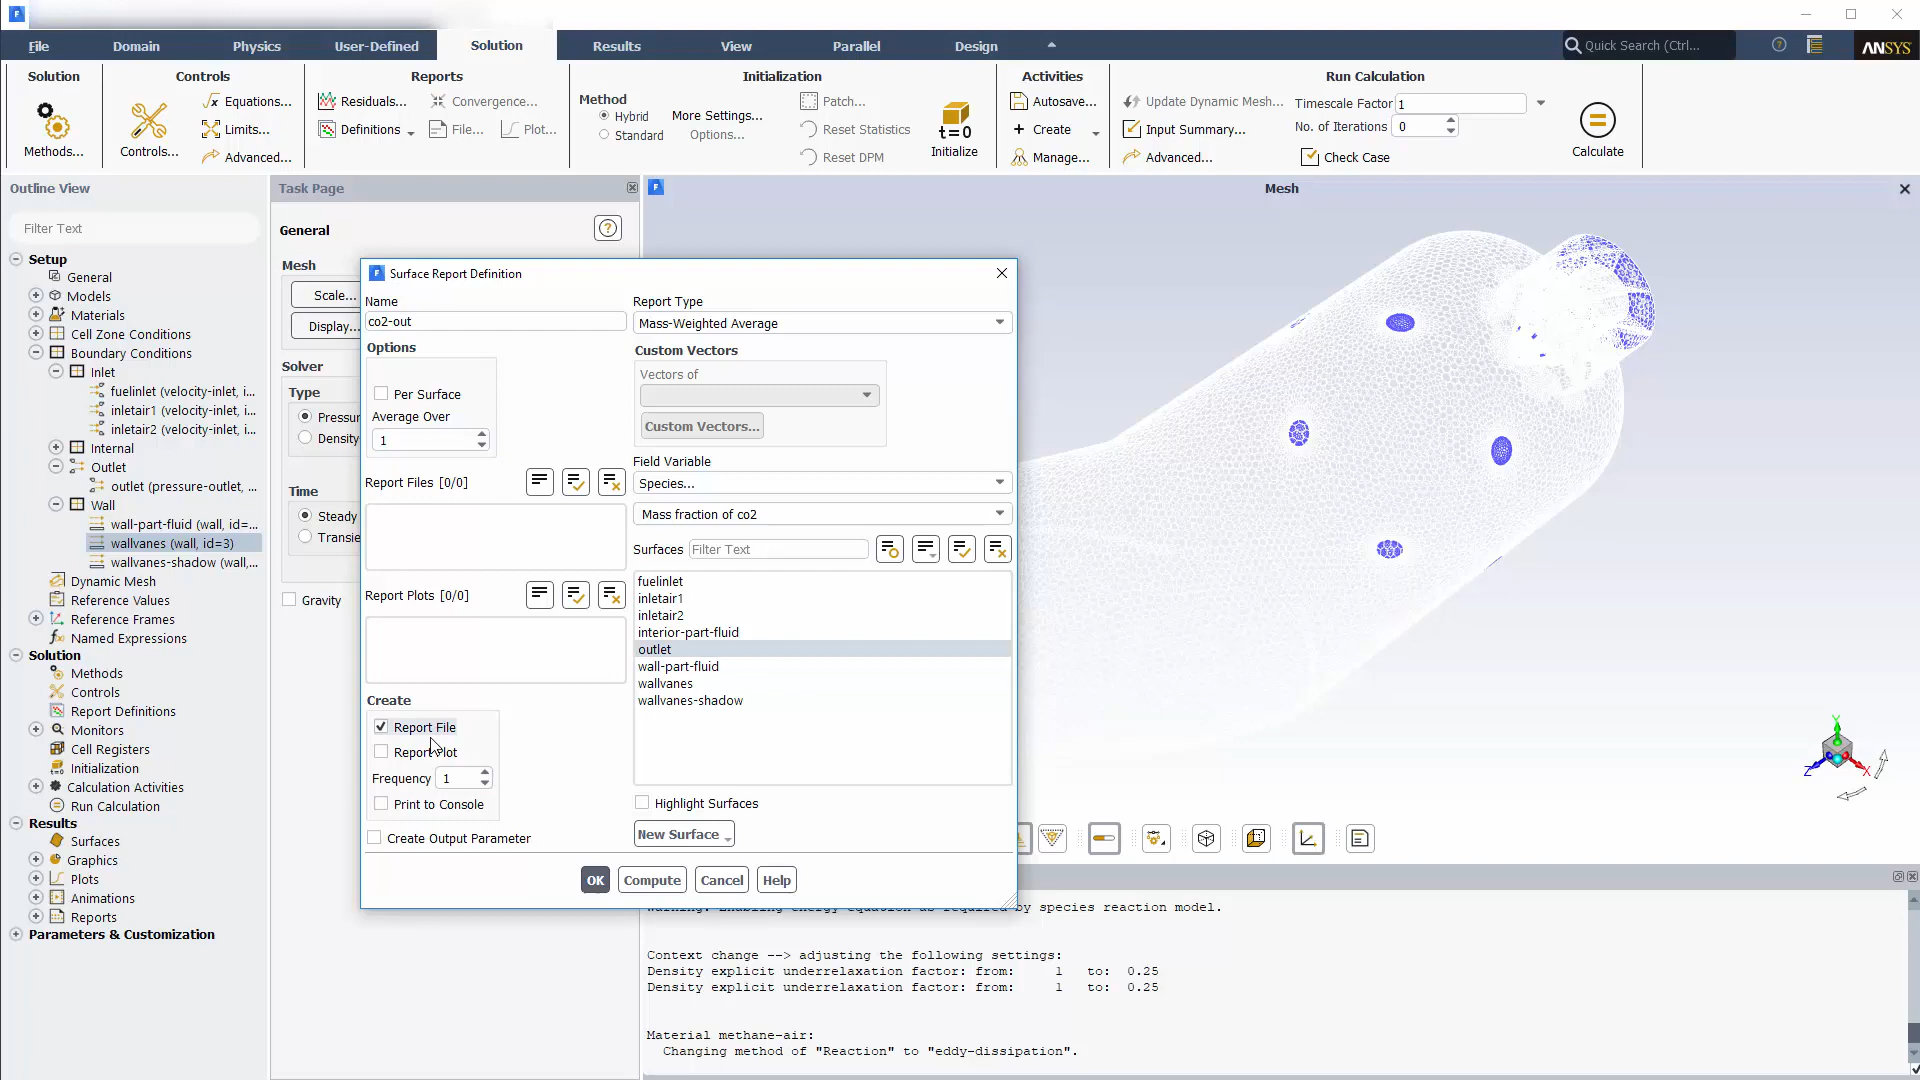 File
Domain
Physics
User-Defined
Solution
Results
View
Parallel
Design
Quick Search (Ctrl...
ANSYS
Solution
Methods...
Controls
Controls...
Equations...
Limits...
Advanced...
Reports
Residuals...
Convergence...
Definitions
File...
Plot...
Initialization
Method
Hybrid
Standard
More Settings...
Options...
Patch...
Reset Statistics
Reset DPM
t=0
Initialize
Activities
Autosave...
Create
Manage...
Run Calculation
Update Dynamic Mesh...
Input Summary...
Advanced...
Timescale Factor 1
No. of Iterations 0
Check Case
Calculate
Outline View
Filter Text
Setup
General
Models
Materials
Cell Zone Conditions
Boundary Conditions
Inlet
fuelinlet (velocity-inlet, i...
inletair1 (velocity-inlet, i...
inletair2 (velocity-inlet, i...
Internal
Outlet
outlet (pressure-outlet, ...
Wall
wall-part-fluid (wall, id=...
wallvanes (wall, id=3)
wallvanes-shadow (wall,...
Dynamic Mesh
Reference Values
Reference Frames
Named Expressions
Solution
Methods
Controls
Report Definitions
Monitors
Cell Registers
Initialization
Calculation Activities
Run Calculation
Results
Surfaces
Graphics
Plots
Animations
Reports
Parameters & Customization
Task Page
General
Mesh
Scale...
Display...
Solver
Type
Pressur
Density
Time
Steady
Transie
Gravity
Surface Report Definition
Name
co2-out
Options
Per Surface
Average Over
1
Report Files [0/0]
Report Plots [0/0]
Create
Report File
Report Plot
Frequency 1
Print to Console
Create Output Parameter
Report Type
Mass-Weighted Average
Custom Vectors
Vectors of
Custom Vectors...
Field Variable
Species...
Mass fraction of co2
Surfaces Filter Text
fuelinlet
inletair1
inletair2
interior-part-fluid
outlet
wall-part-fluid
wallvanes
wallvanes-shadow
Highlight Surfaces
New Surface
OK
Compute
Cancel
Help
Mesh
Y
Z
X
Warning: Enabling energy equation as required by species reaction model.
Context change --> adjusting the following settings:
Density explicit underrelaxation factor: from: 1 to: 0.25
Density explicit underrelaxation factor: from: 1 to: 0.25
Material methane-air:
Changing method of "Reaction" to "eddy-dissipation".